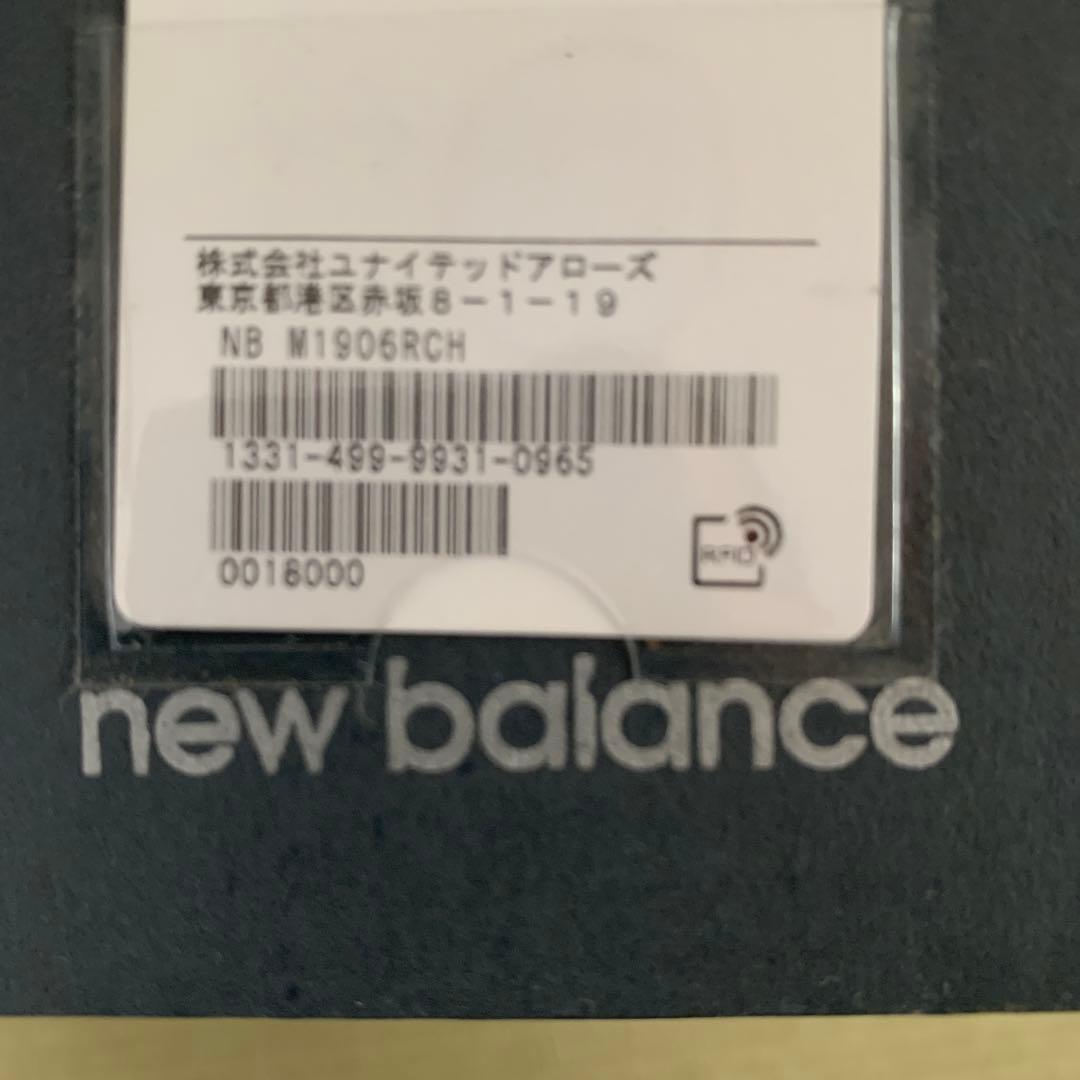 株式会社ユナイテッドアローズ
東京都港区赤坂８－１－１９
NB M1906RCH
1331-499-9931-0965
0018000
RFID
new balance